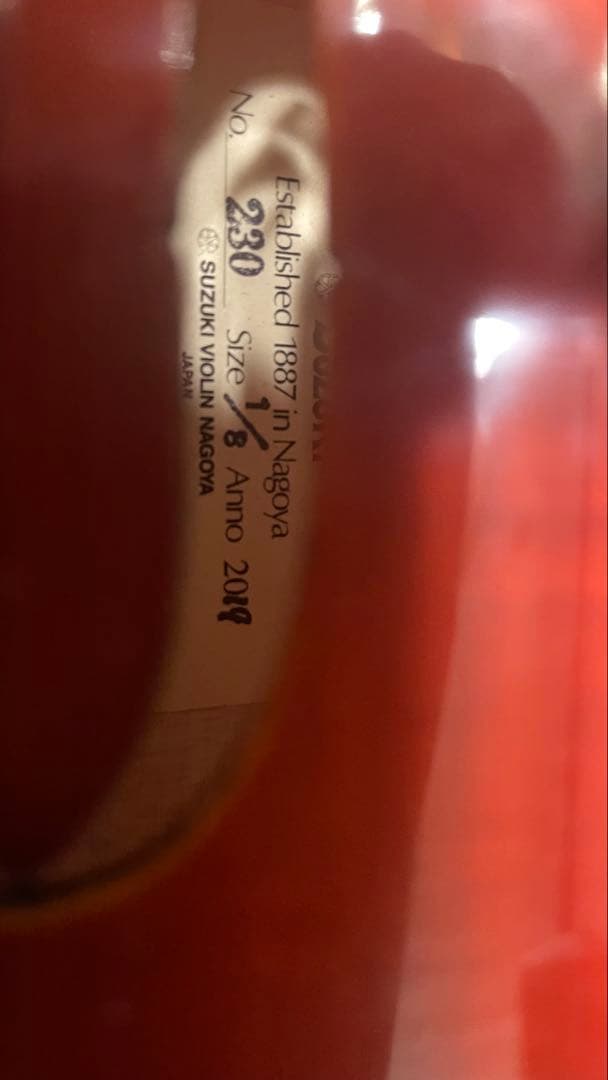 Established 1887 in Nagoya
No. 230 Size 1/8 Anno 2019
SUZUKI VIOLIN NAGOYA
JAPAN